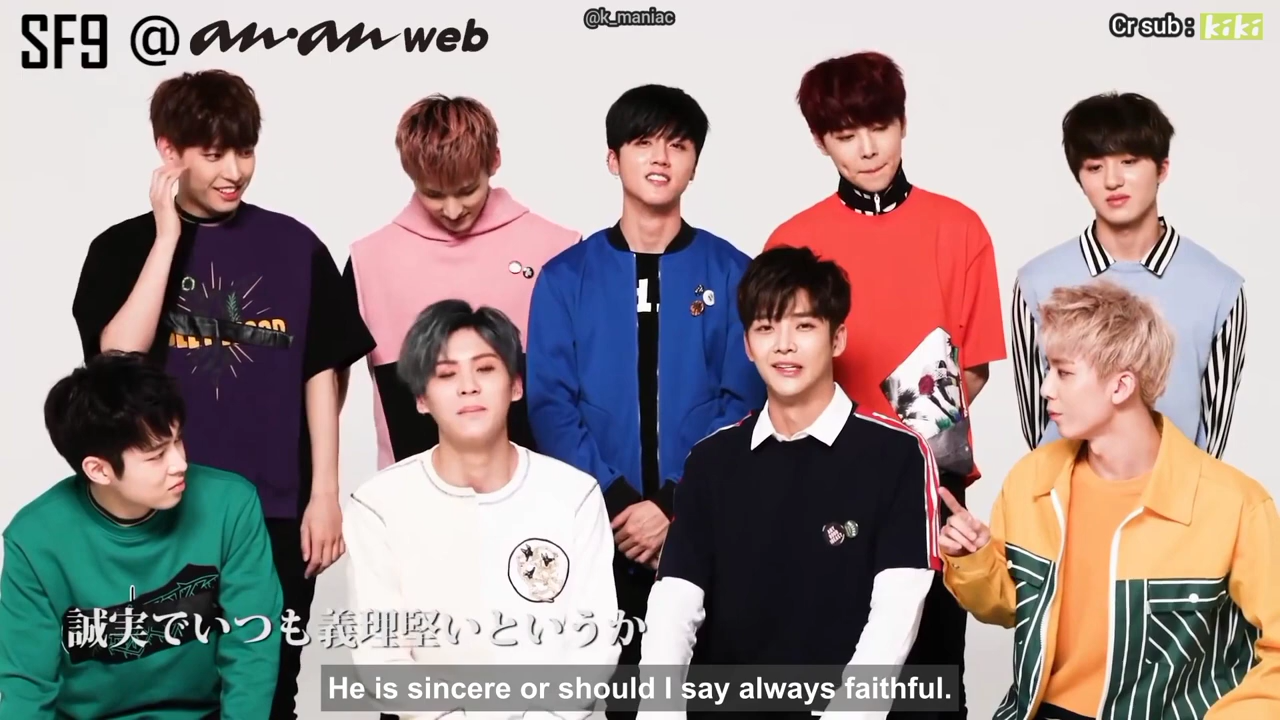 SF9 @ an·an web
@k_maniac
Cr sub : kiki
誠実でいつも義理堅いというか
He is sincere or should I say always faithful.